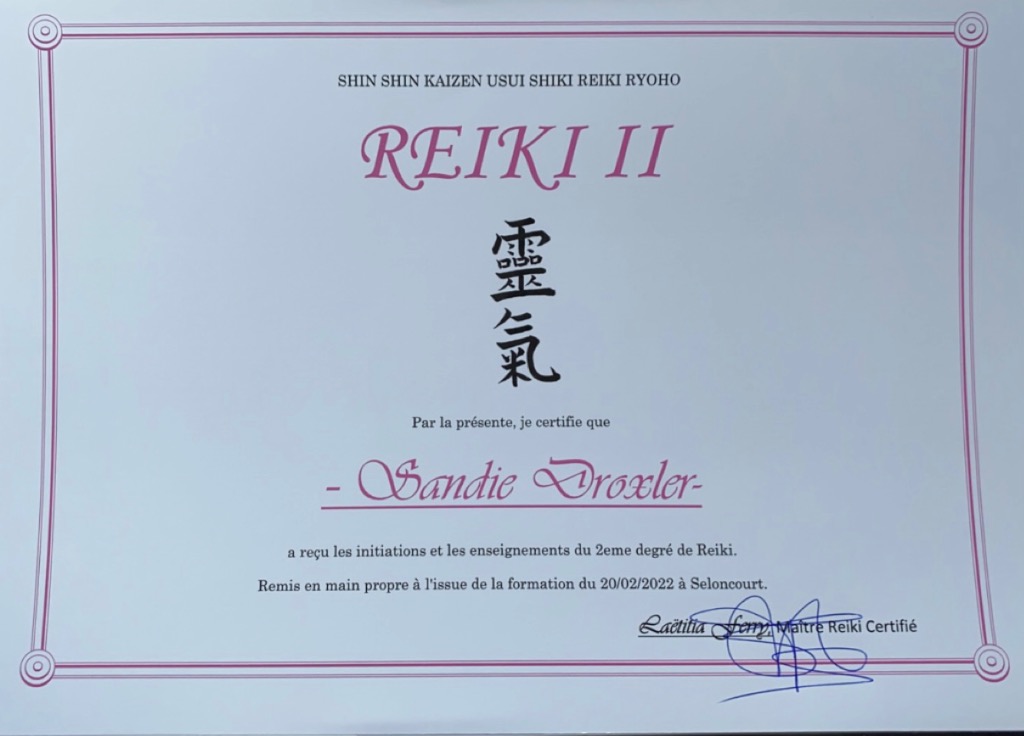 SHIN SHIN KAIZEN USUI SHIKI REIKI RYOHO
REIKI II
靈
氣
Par la présente, je certifie que
- Sandie Droxler-
a reçu les initiations et les enseignements du 2eme degré de Reiki.
Remis en main propre à l'issue de la formation du 20/02/2022 à Seloncourt.
Laëtitia Ferry, Maître Reiki Certifié